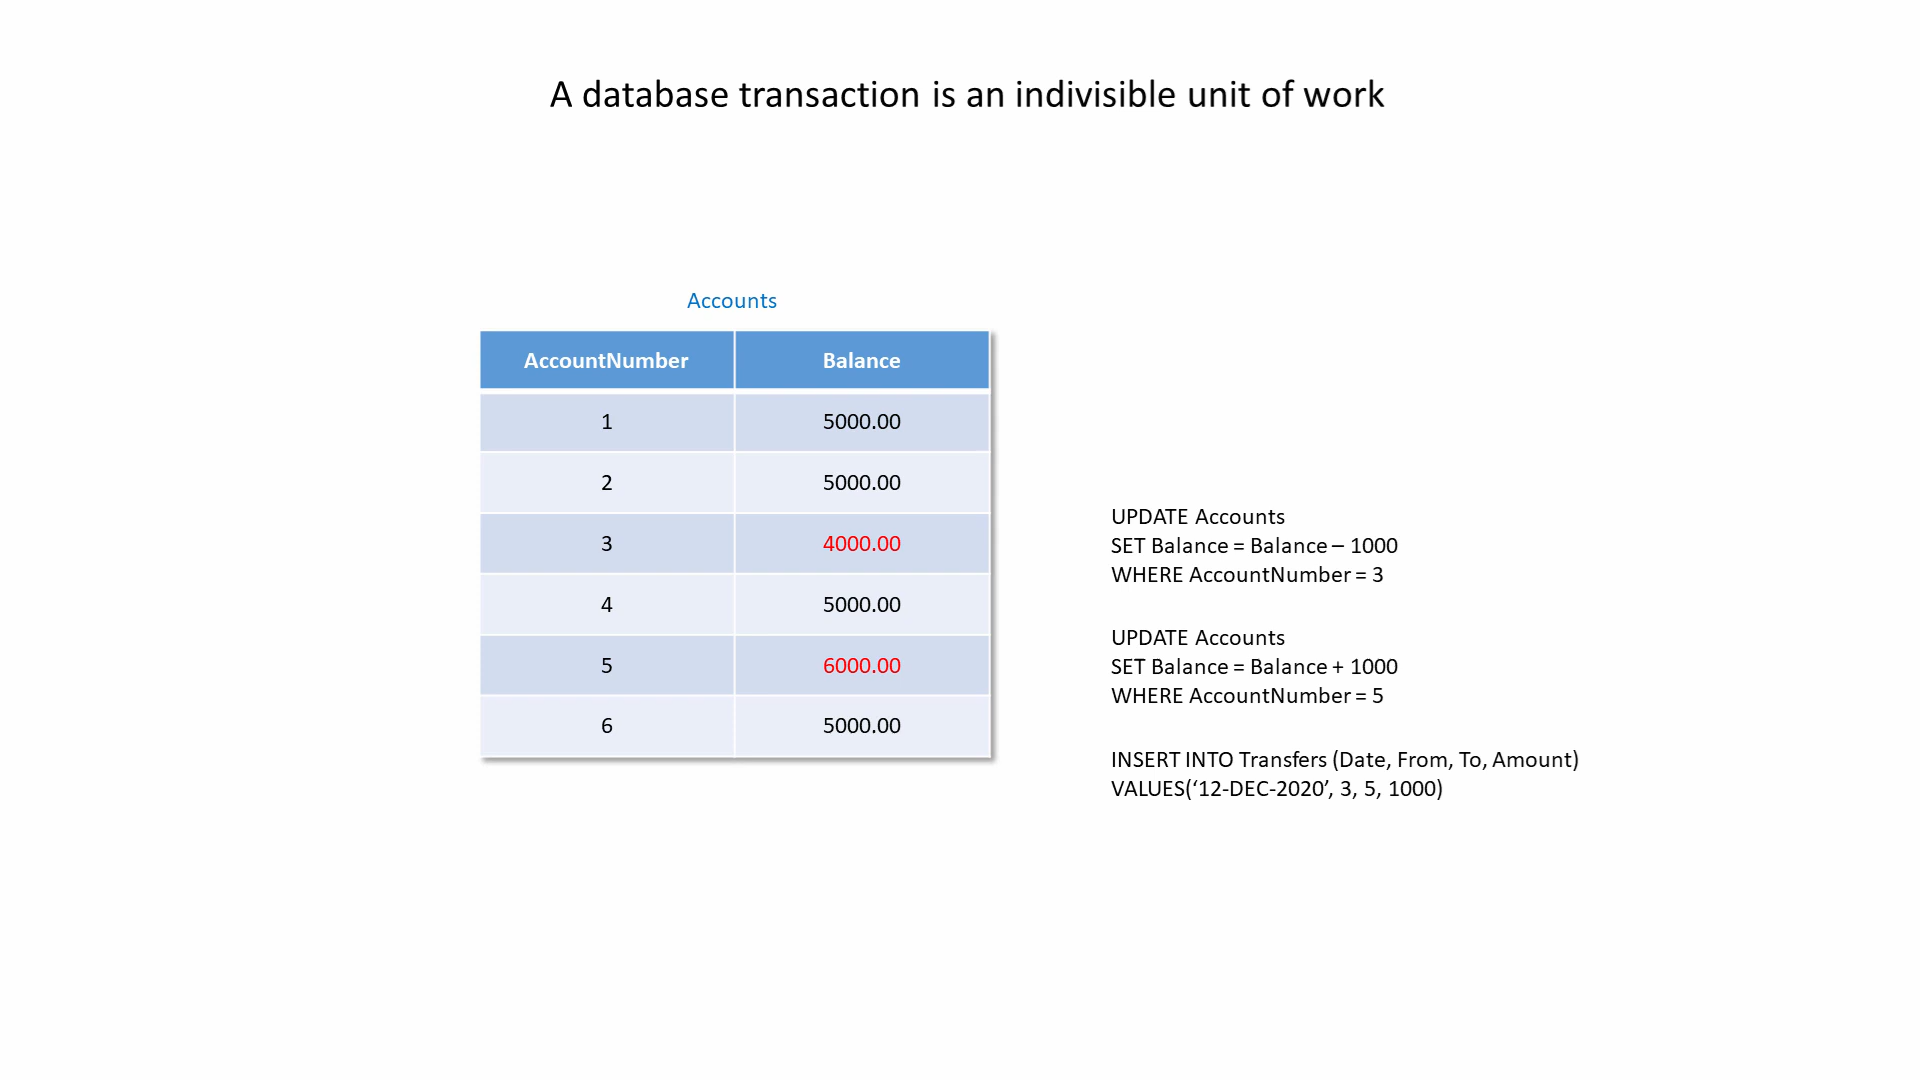 A database transaction is an indivisible unit of work
Accounts
AccountNumber Balance
1 5000.00
2 5000.00
3 4000.00
4 5000.00
5 6000.00
6 5000.00
UPDATE Accounts
SET Balance = Balance – 1000
WHERE AccountNumber = 3
UPDATE Accounts
SET Balance = Balance + 1000
WHERE AccountNumber = 5
INSERT INTO Transfers (Date, From, To, Amount)
VALUES(‘12-DEC-2020’, 3, 5, 1000)